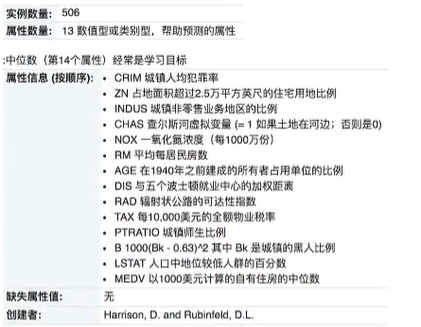 实例数量: 506
属性数量: 13 数值型或类别型，帮助预测的属性
:中位数（第14个属性）经常是学习目标
属性信息 (按顺序):
• CRIM 城镇人均犯罪率
• ZN 占地面积超过2.5万平方英尺的住宅用地比例
• INDUS 城镇非零售业务地区的比例
• CHAS 查尔斯河虚拟变量 (= 1 如果土地在河边；否则是0)
• NOX 一氧化氮浓度（每1000万份）
• RM 平均每居民房数
• AGE 在1940年之前建成的所有者占用单位的比例
• DIS 与五个波士顿就业中心的加权距离
• RAD 辐射状公路的可达性指数
• TAX 每10,000美元的全额物业税率
• PTRATIO 城镇师生比例
• B 1000(Bk - 0.63)^2 其中 Bk 是城镇的黑人比例
• LSTAT 人口中地位较低人群的百分数
• MEDV 以1000美元计算的自有住房的中位数
缺失属性值: 无
创建者: Harrison, D. and Rubinfeld, D.L.